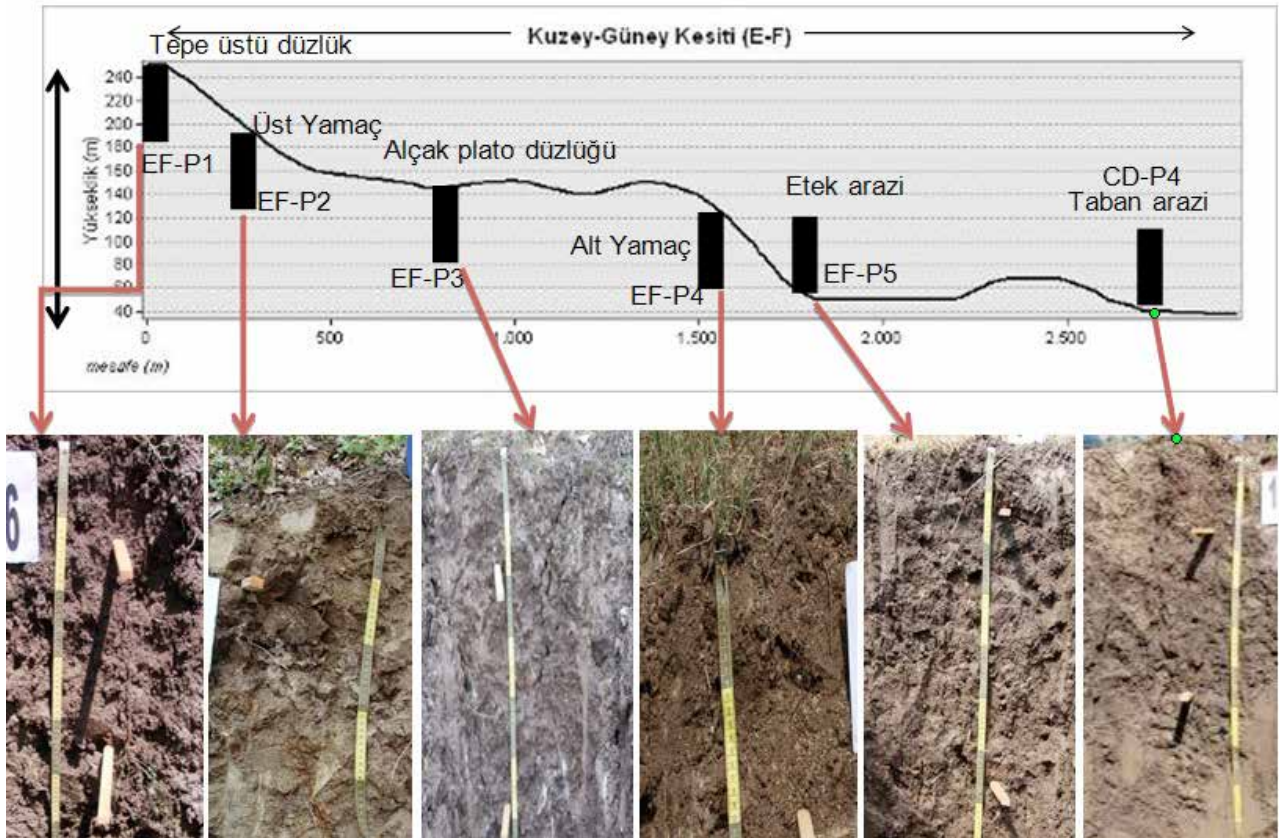 Kuzey-Güney Kesiti (E-F)
Tepe üstü düzlük
Üst Yamaç
Alçak plato düzlüğü
Etek arazi
CD-P4
Taban arazi
Alt Yamaç
EF-P1
EF-P2
EF-P3
EF-P4
EF-P5
Yükseklik (m)
240
220
200
180
160
140
120
100
80
60
40
0
500
1.000
1.500
2.000
2.500
mesafe (m)
6
1